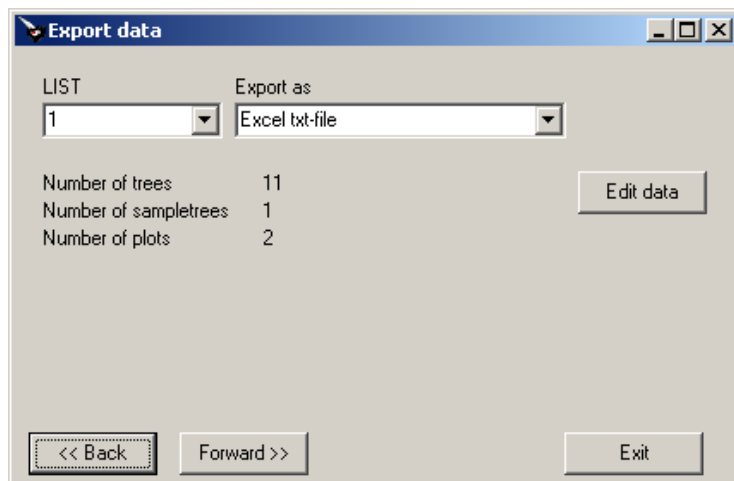 Export data
LIST Export as
1 Excel txt-file
Number of trees 11
Edit data
Number of sampletrees 1
Number of plots 2
<< Back Forward >> Exit